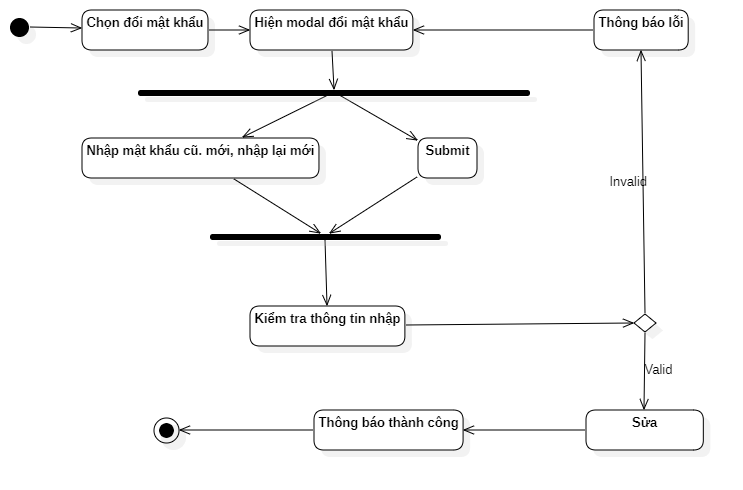 Chọn đổi mật khẩu
Hiện modal đổi mật khẩu
Thông báo lỗi
Nhập mật khẩu cũ. mới, nhập lại mới
Submit
Invalid
Kiểm tra thông tin nhập
Valid
Thông báo thành công
Sửa